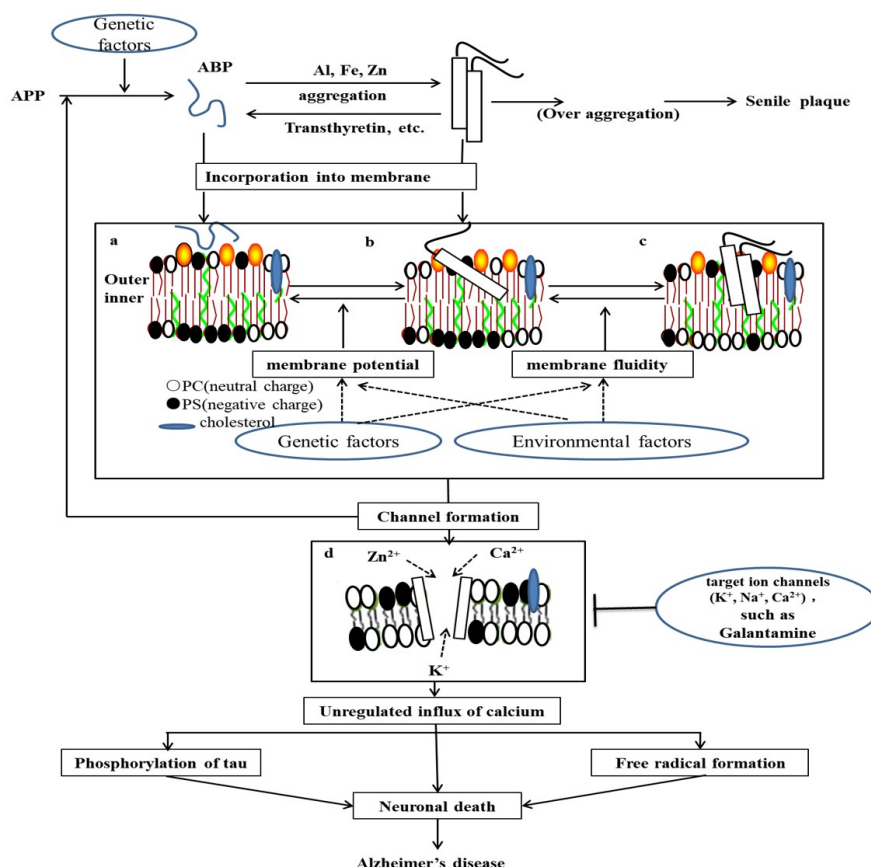 Genetic
factors
ABP
APP
Al, Fe, Zn
aggregation
Transthyretin, etc.
(Over aggregation)
Senile plaque
Incorporation into membrane
a
b
c
Outer
inner
membrane potential
membrane fluidity
PC(neutral charge)
PS(negative charge)
cholesterol
Genetic factors
Environmental factors
Channel formation
d
Zn²⁺
Ca²⁺
K⁺
target ion channels
(K⁺, Na⁺, Ca²⁺) ,
such as
Galantamine
Unregulated influx of calcium
Phosphorylation of tau
Free radical formation
Neuronal death
Alzheimer's disease